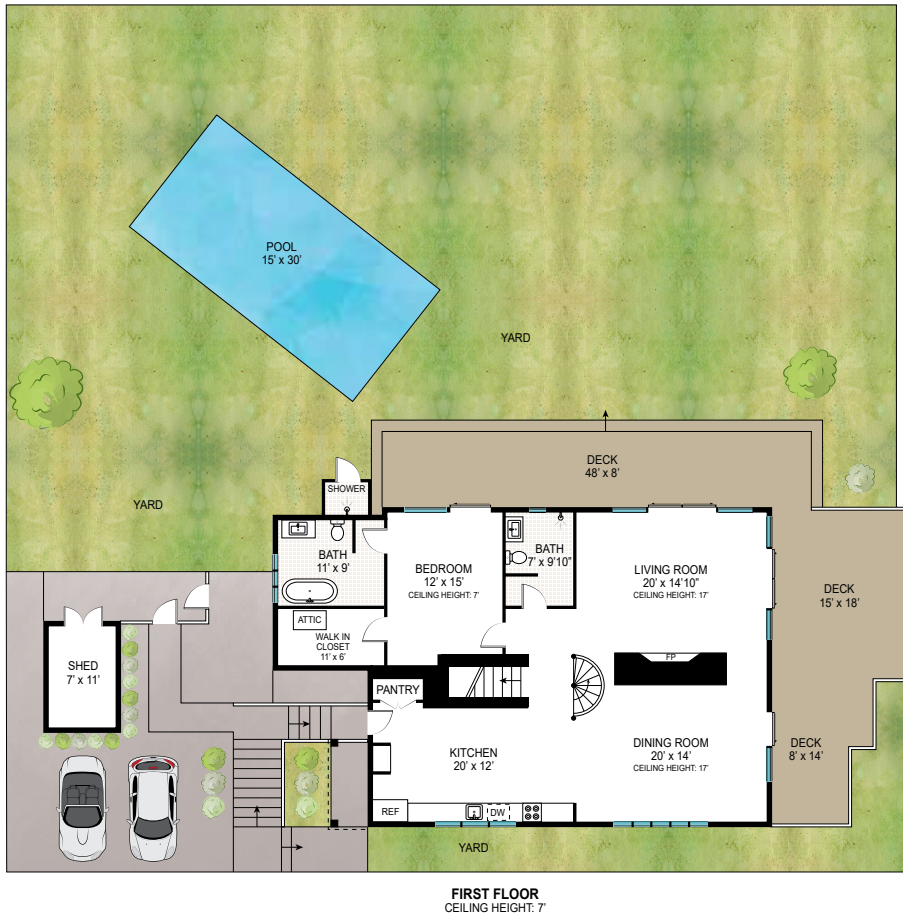 POOL
15' x 30'
YARD
DECK
48' x 8'
SHOWER
YARD
BATH
11' x 9'
BEDROOM
12' x 15'
CEILING HEIGHT: 7'
BATH
7' x 9'10"
LIVING ROOM
20' x 14'10"
CEILING HEIGHT: 17'
DECK
15' x 18'
ATTIC
WALK IN
CLOSET
11' x 6'
SHED
7' x 11'
FP
PANTRY
KITCHEN
20' x 12'
DINING ROOM
20' x 14'
CEILING HEIGHT: 17'
DECK
8' x 14'
REF
DW
YARD
FIRST FLOOR
CEILING HEIGHT: 7'